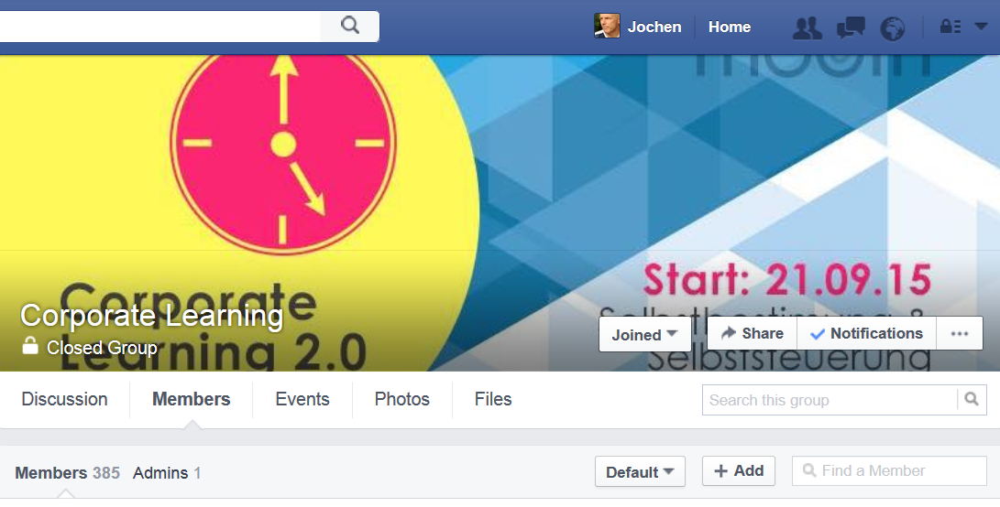 Jochen Home
mooin
Start: 21.09.15
Corporate
Learning 2.0
Corporate Learning
Closed Group
Selbstbestimmung &
Selbststeuerung
Joined Share Notifications ...
Discussion Members Events Photos Files Search this group
Members 385 Admins 1 Default + Add Find a Member